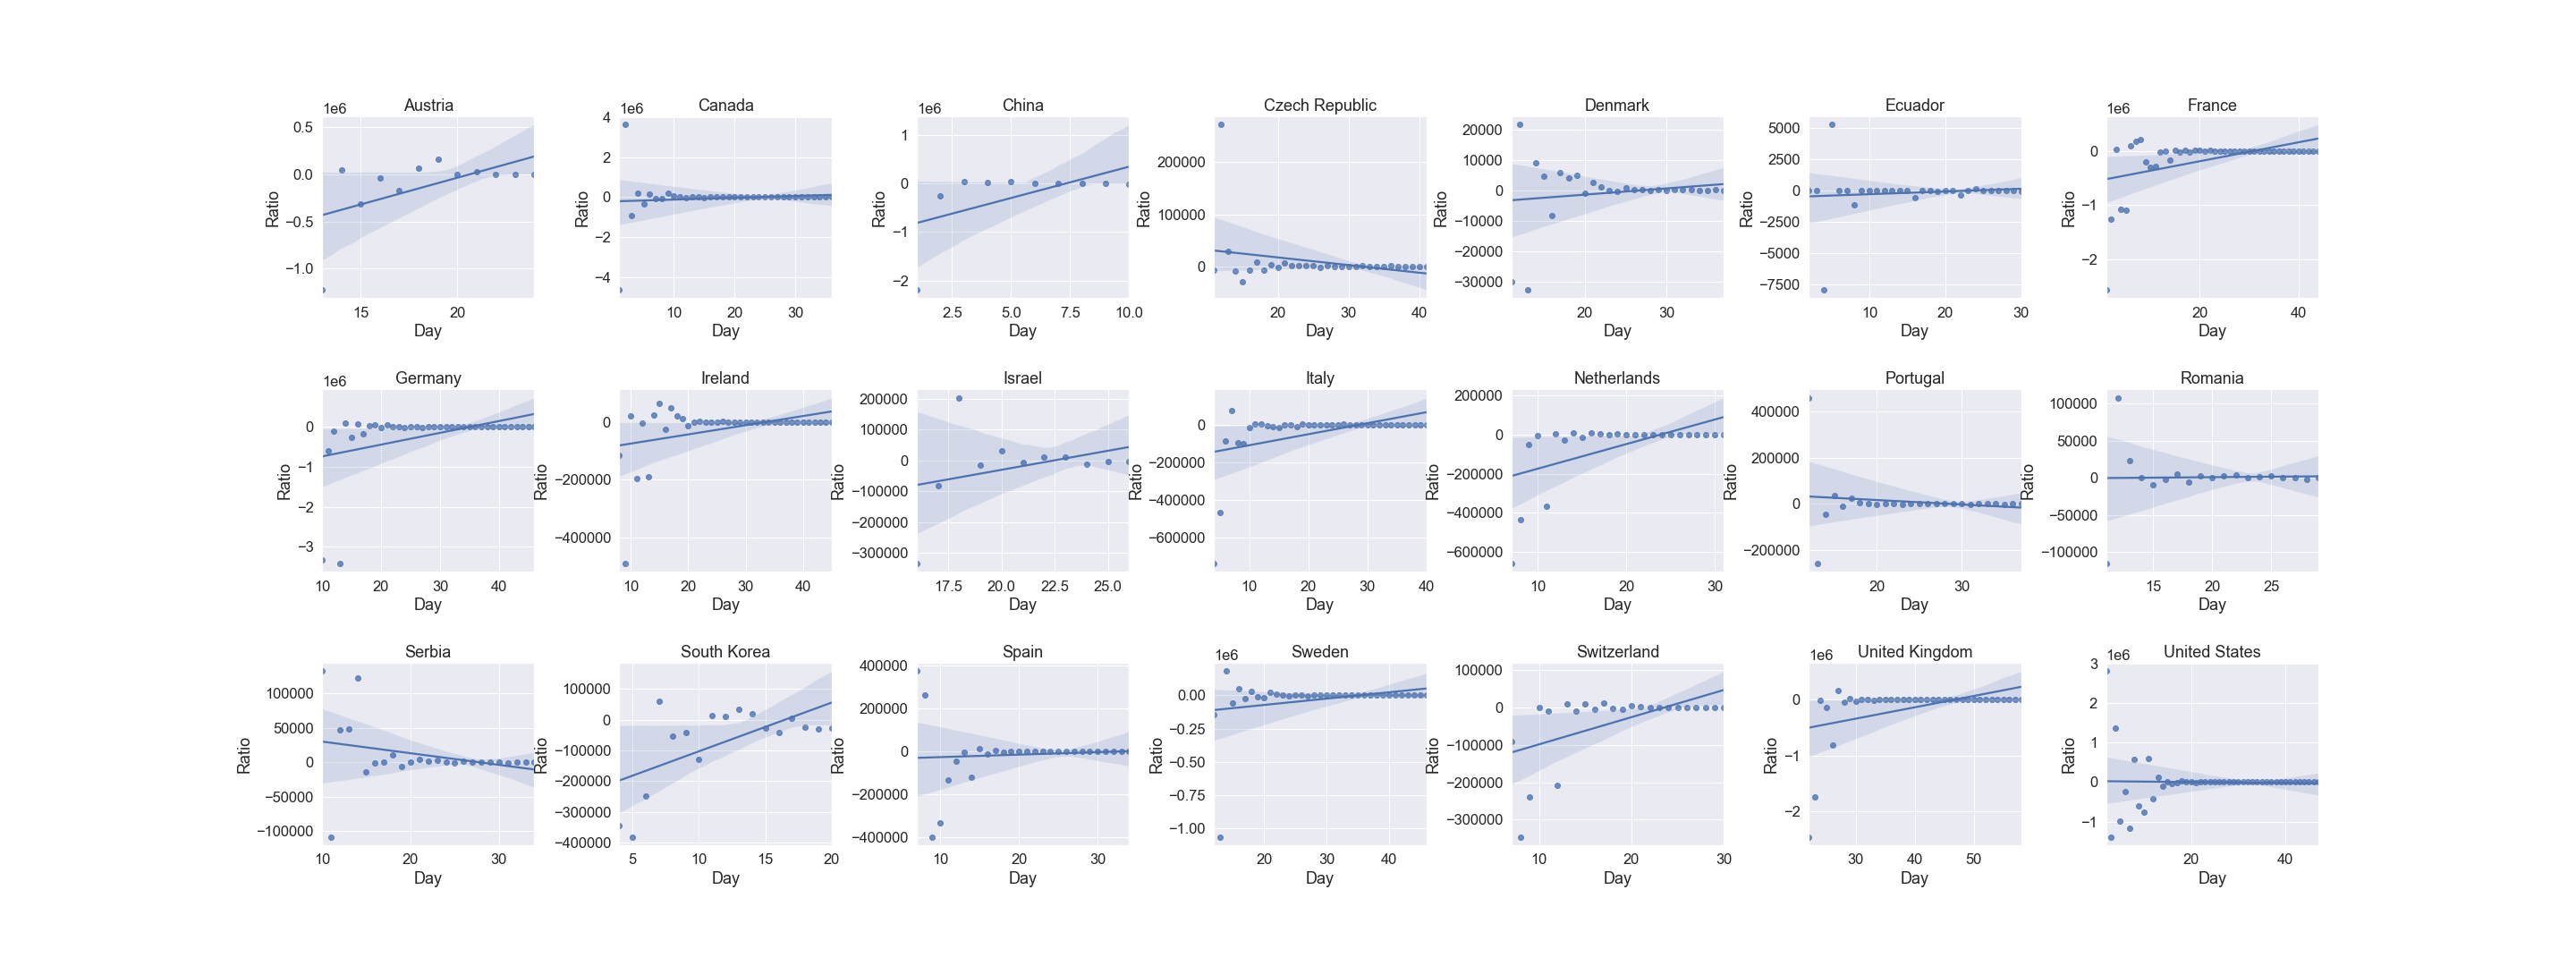 Austria
1e6
0.5
0.0
−0.5
−1.0
Ratio
15 20
Day
Canada
1e6
4
2
0
−2
−4
Ratio
10 20 30
Day
China
1e6
1
0
−1
−2
Ratio
2.5 5.0 7.5 10.0
Day
Czech Republic
200000
100000
0
Ratio
20 30 40
Day
Denmark
20000
10000
0
−10000
−20000
−30000
Ratio
20 30
Day
Ecuador
5000
2500
0
−2500
−5000
−7500
Ratio
10 20 30
Day
France
1e6
0
−1
−2
Ratio
20 40
Day
Germany
1e6
0
−1
−2
−3
Ratio
10 20 30 40
Day
Ireland
0
−200000
−400000
Ratio
10 20 30 40
Day
Israel
200000
100000
0
−100000
−200000
−300000
Ratio
17.5 20.0 22.5 25.0
Day
Italy
0
−200000
−400000
−600000
Ratio
10 20 30 40
Day
Netherlands
200000
0
−200000
−400000
−600000
Ratio
10 20 30
Day
Portugal
400000
200000
0
−200000
Ratio
20 30
Day
Romania
100000
50000
0
−50000
−100000
Ratio
15 20 25
Day
Serbia
100000
50000
0
−50000
−100000
Ratio
10 20 30
Day
South Korea
100000
0
−100000
−200000
−300000
−400000
Ratio
5 10 15 20
Day
Spain
400000
200000
0
−200000
−400000
Ratio
10 20 30
Day
Sweden
1e6
0.00
−0.25
−0.50
−0.75
−1.00
Ratio
20 30 40
Day
Switzerland
100000
0
−100000
−200000
−300000
Ratio
10 20 30
Day
United Kingdom
1e6
0
−1
−2
Ratio
30 40 50
Day
United States
1e6
3
2
1
0
−1
Ratio
20 40
Day